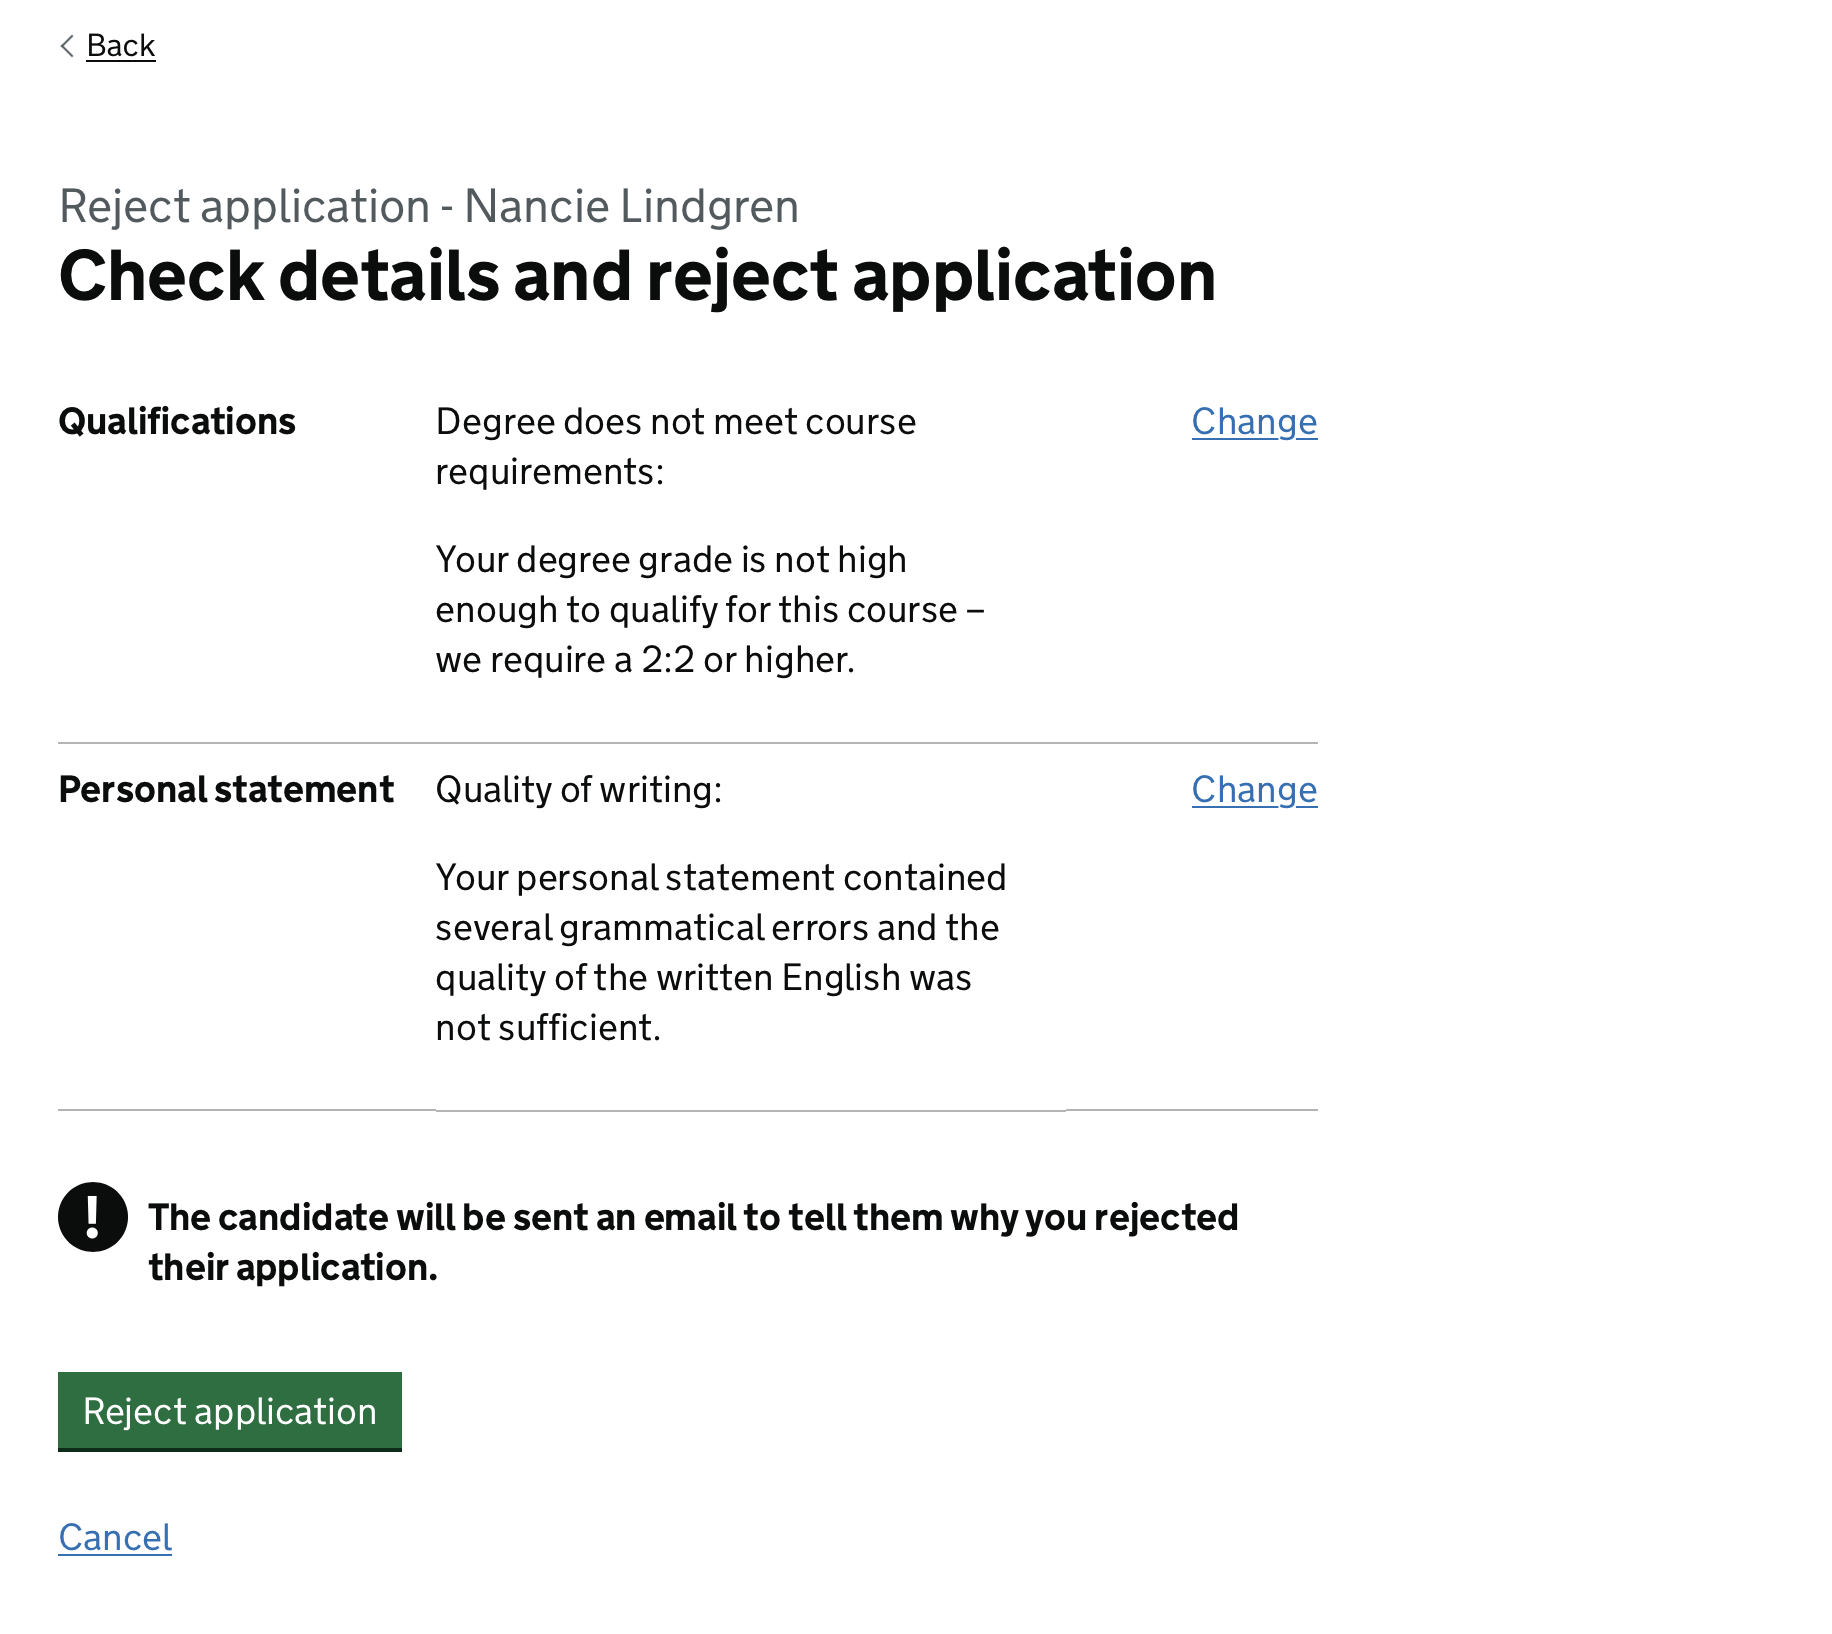 Back
Reject application - Nancie Lindgren
Check details and reject application
Qualifications
Degree does not meet course
requirements:
Change
Your degree grade is not high
enough to qualify for this course –
we require a 2:2 or higher.
Personal statement
Quality of writing:
Change
Your personal statement contained
several grammatical errors and the
quality of the written English was
not sufficient.
! The candidate will be sent an email to tell them why you rejected
their application.
Reject application
Cancel